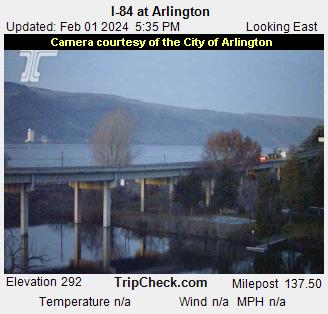 I-84 at Arlington
Updated: Feb 01 2024 5:35 PM Looking East
Camera courtesy of the City of Arlington
Elevation 292 TripCheck.com Milepost 137.50
Temperature n/a Wind n/a MPH n/a